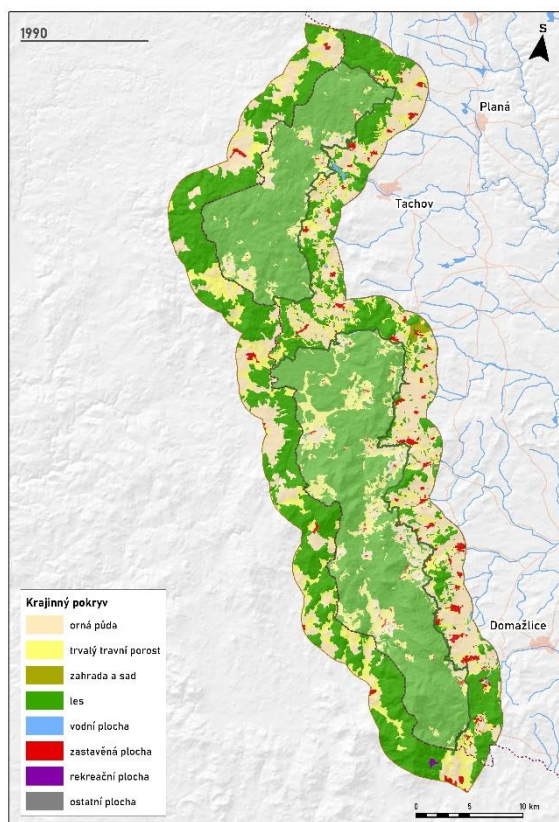 1990
S
Planá
Tachov
Domažlice
Krajinný pokryv
orná půda
trvalý travní porost
zahrada a sad
les
vodní plocha
zastavěná plocha
rekreační plocha
ostatní plocha
0 5 10 km